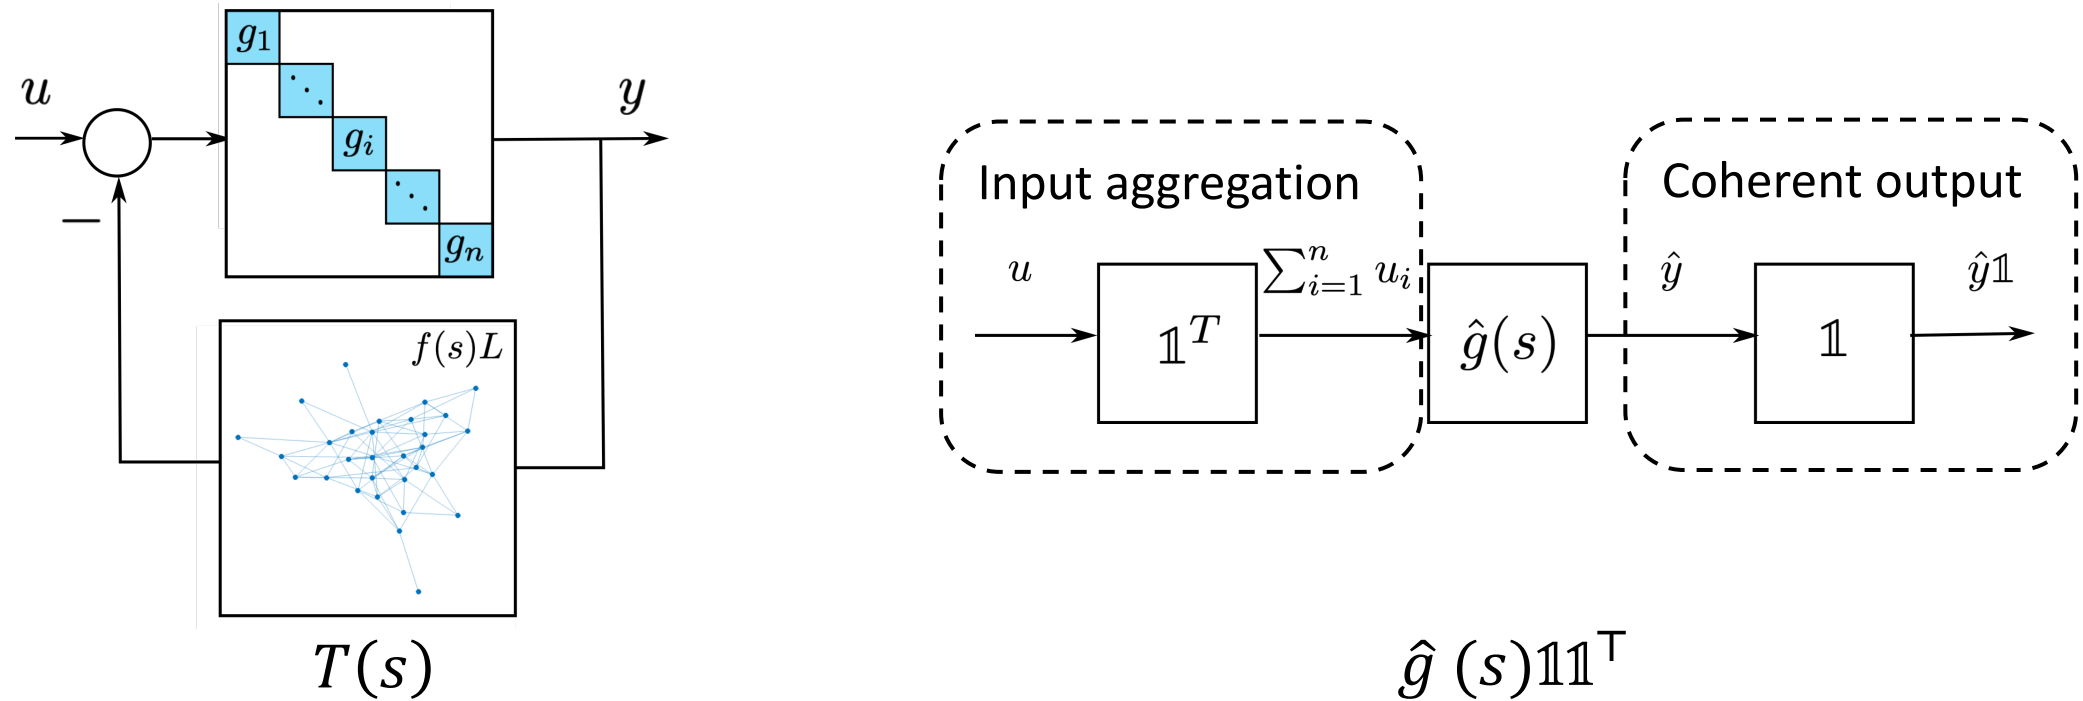 u
g₁
⋱
gᵢ
⋱
gₙ
y
−
f(s)L
T(s)
Input aggregation
u
𝟙ᵀ
∑ⁿᵢ₌₁ uᵢ
ĝ(s)
Coherent output
ŷ
𝟙
ŷ𝟙
ĝ (s)𝟙𝟙ᵀ